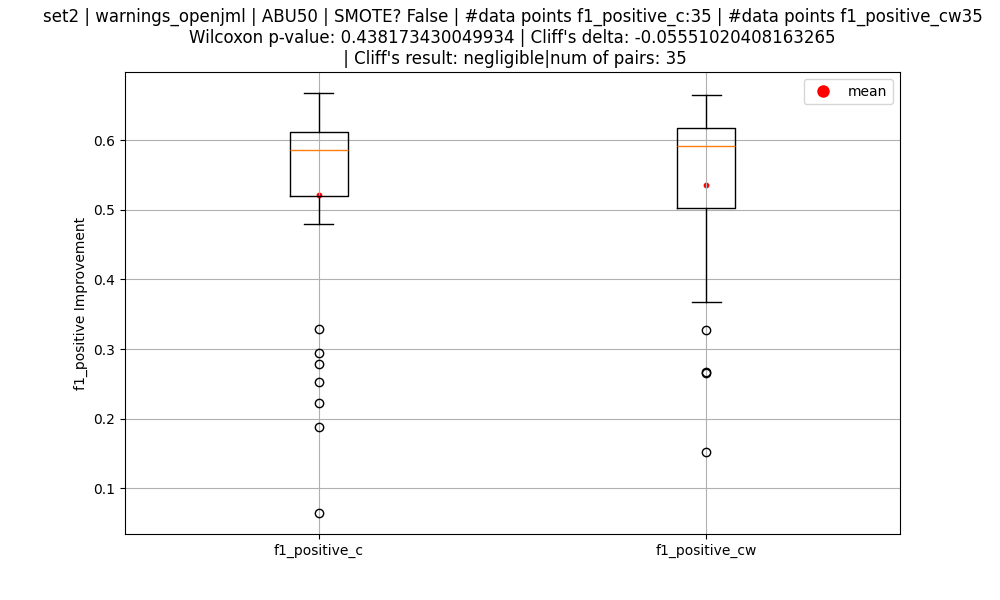 set2 | warnings_openjml | ABU50 | SMOTE? False | #data points f1_positive_c:35 | #data points f1_positive_cw35
Wilcoxon p-value: 0.438173430049934 | Cliff's delta: -0.05551020408163265
| Cliff's result: negligible|num of pairs: 35
mean
0.6
0.5
0.4
0.3
0.2
0.1
f1_positive Improvement
f1_positive_c
f1_positive_cw